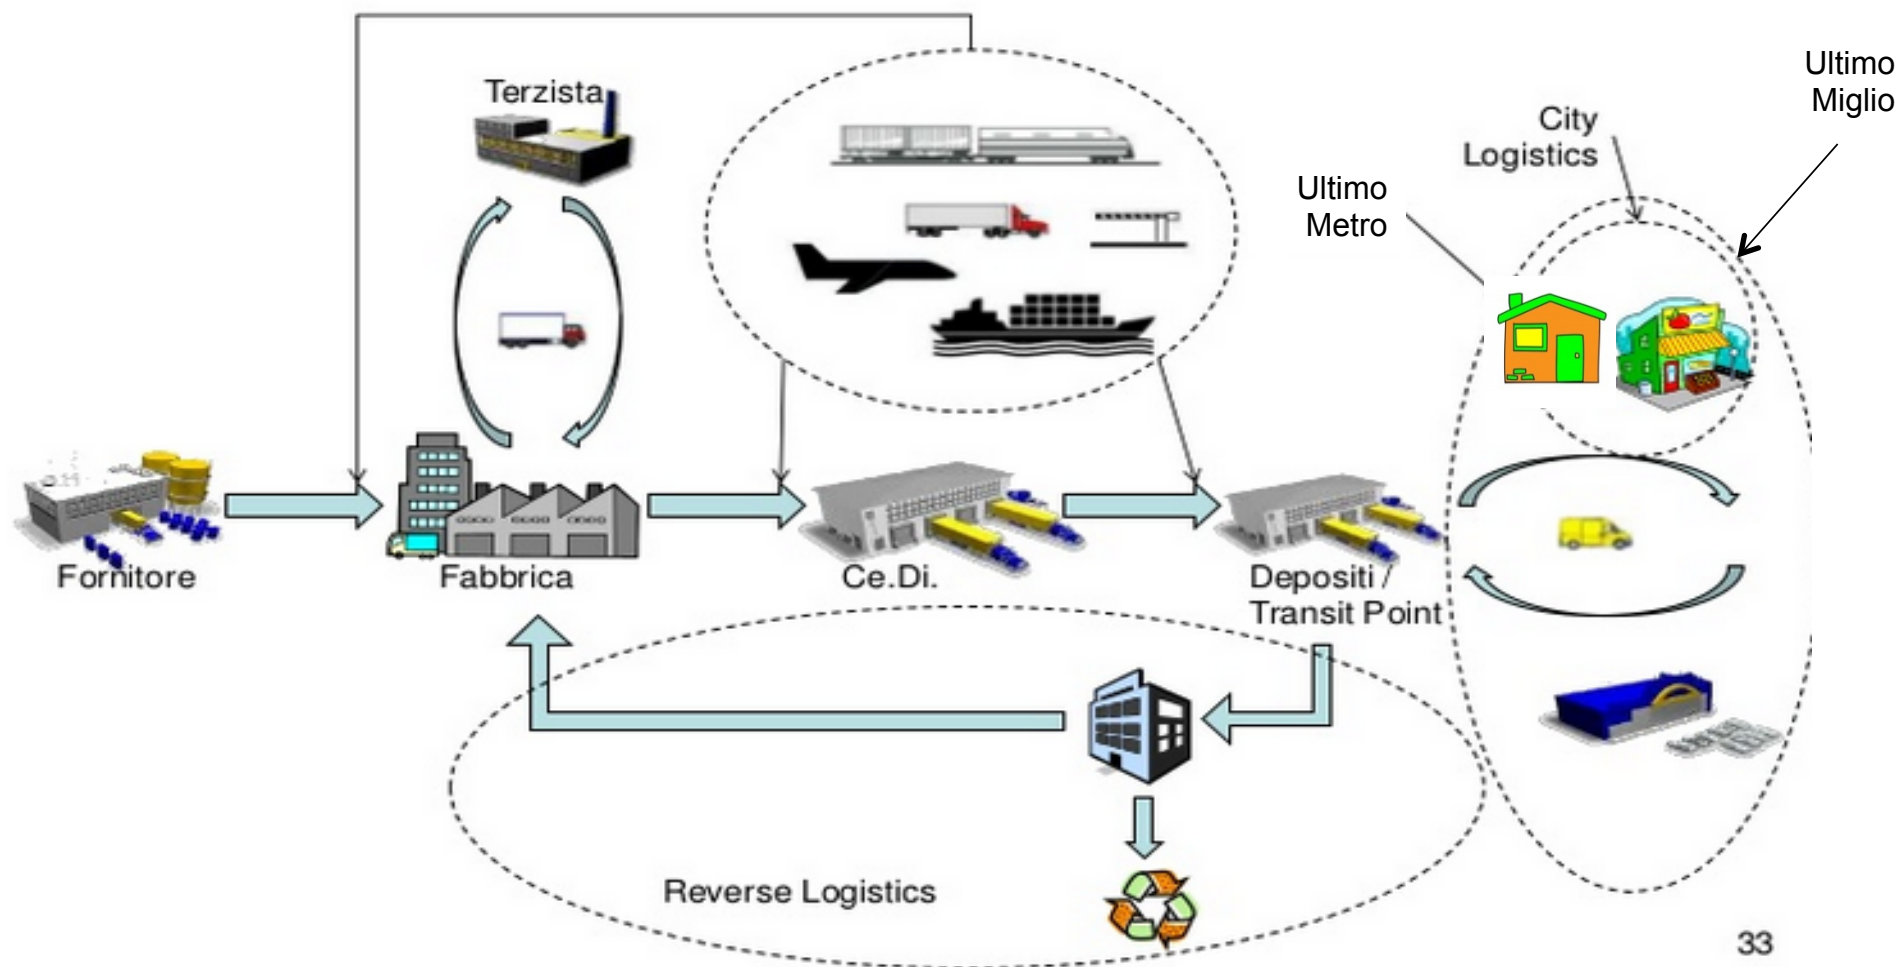 Terzista
Ultimo
Miglio
City
Logistics
Ultimo
Metro
Fornitore
Fabbrica
Ce.Di.
Depositi /
Transit Point
Reverse Logistics
33